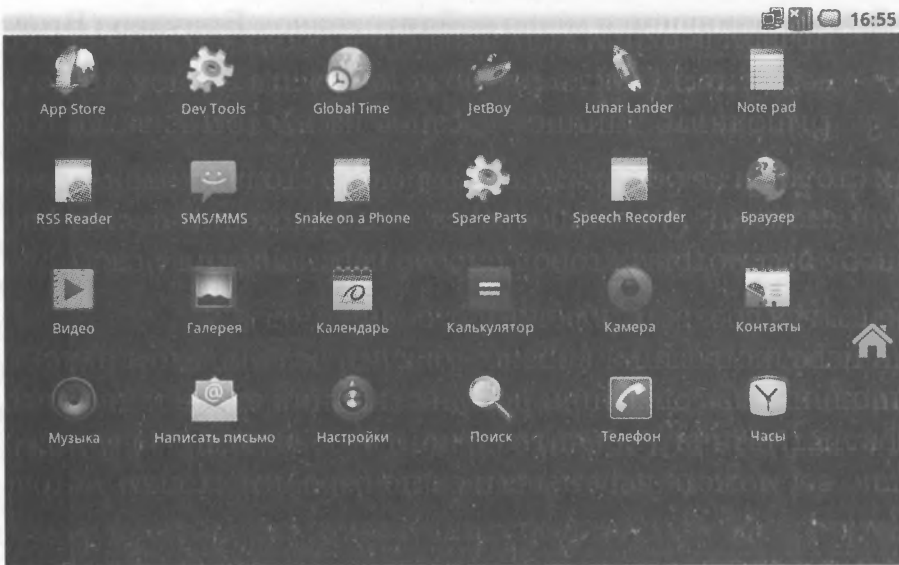 16:55
App Store Dev Tools Global Time JetBoy Lunar Lander Note pad
RSS Reader SMS/MMS Snake on a Phone Spare Parts Speech Recorder Браузер
Видео Галерея Календарь Калькулятор Камера Контакты
Музыка Написать письмо Настройки Поиск Телефон Часы